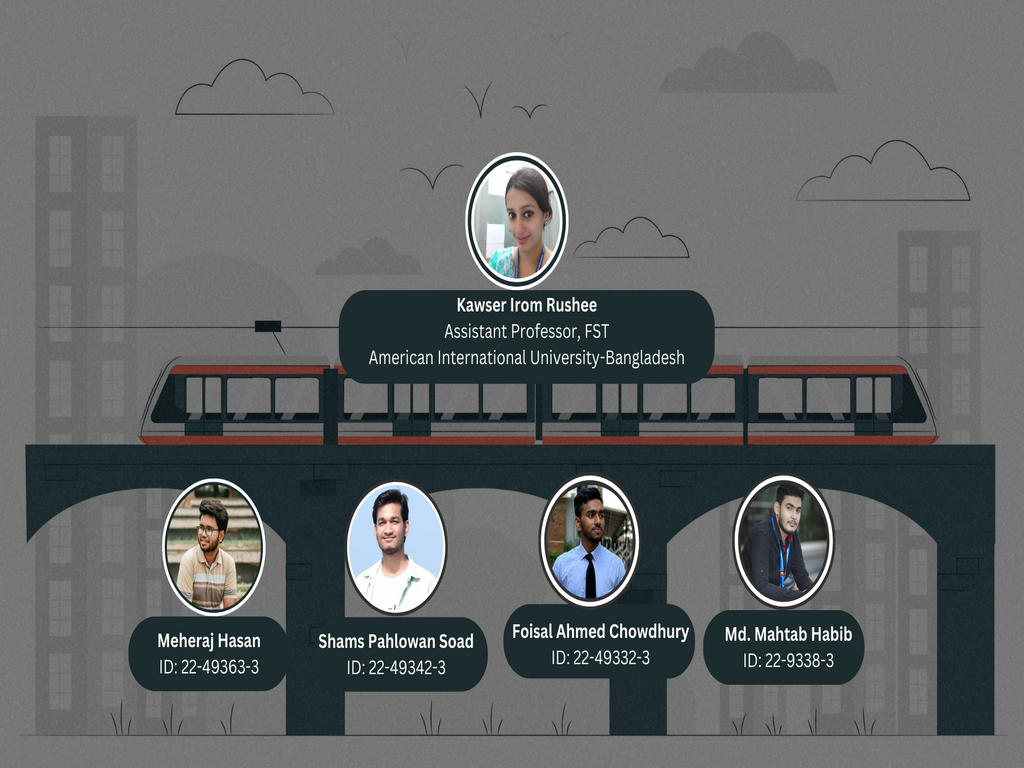 Kawser Irom Rushee
Assistant Professor, FST
American International University-Bangladesh
Meheraj Hasan
ID: 22-49363-3
Shams Pahlowan Soad
ID: 22-49342-3
Foisal Ahmed Chowdhury
ID: 22-49332-3
Md. Mahtab Habib
ID: 22-9338-3